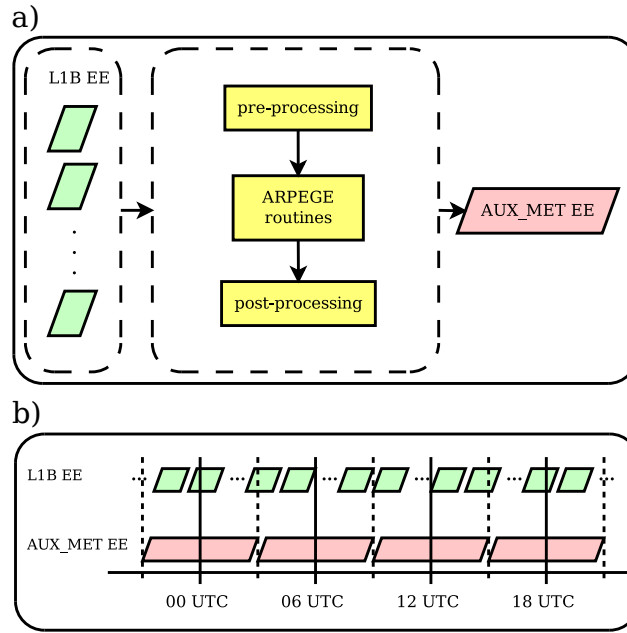 a)
L1B EE
pre-processing
ARPEGE
routines
post-processing
AUX_MET EE
b)
L1B EE
AUX_MET EE
00 UTC
06 UTC
12 UTC
18 UTC